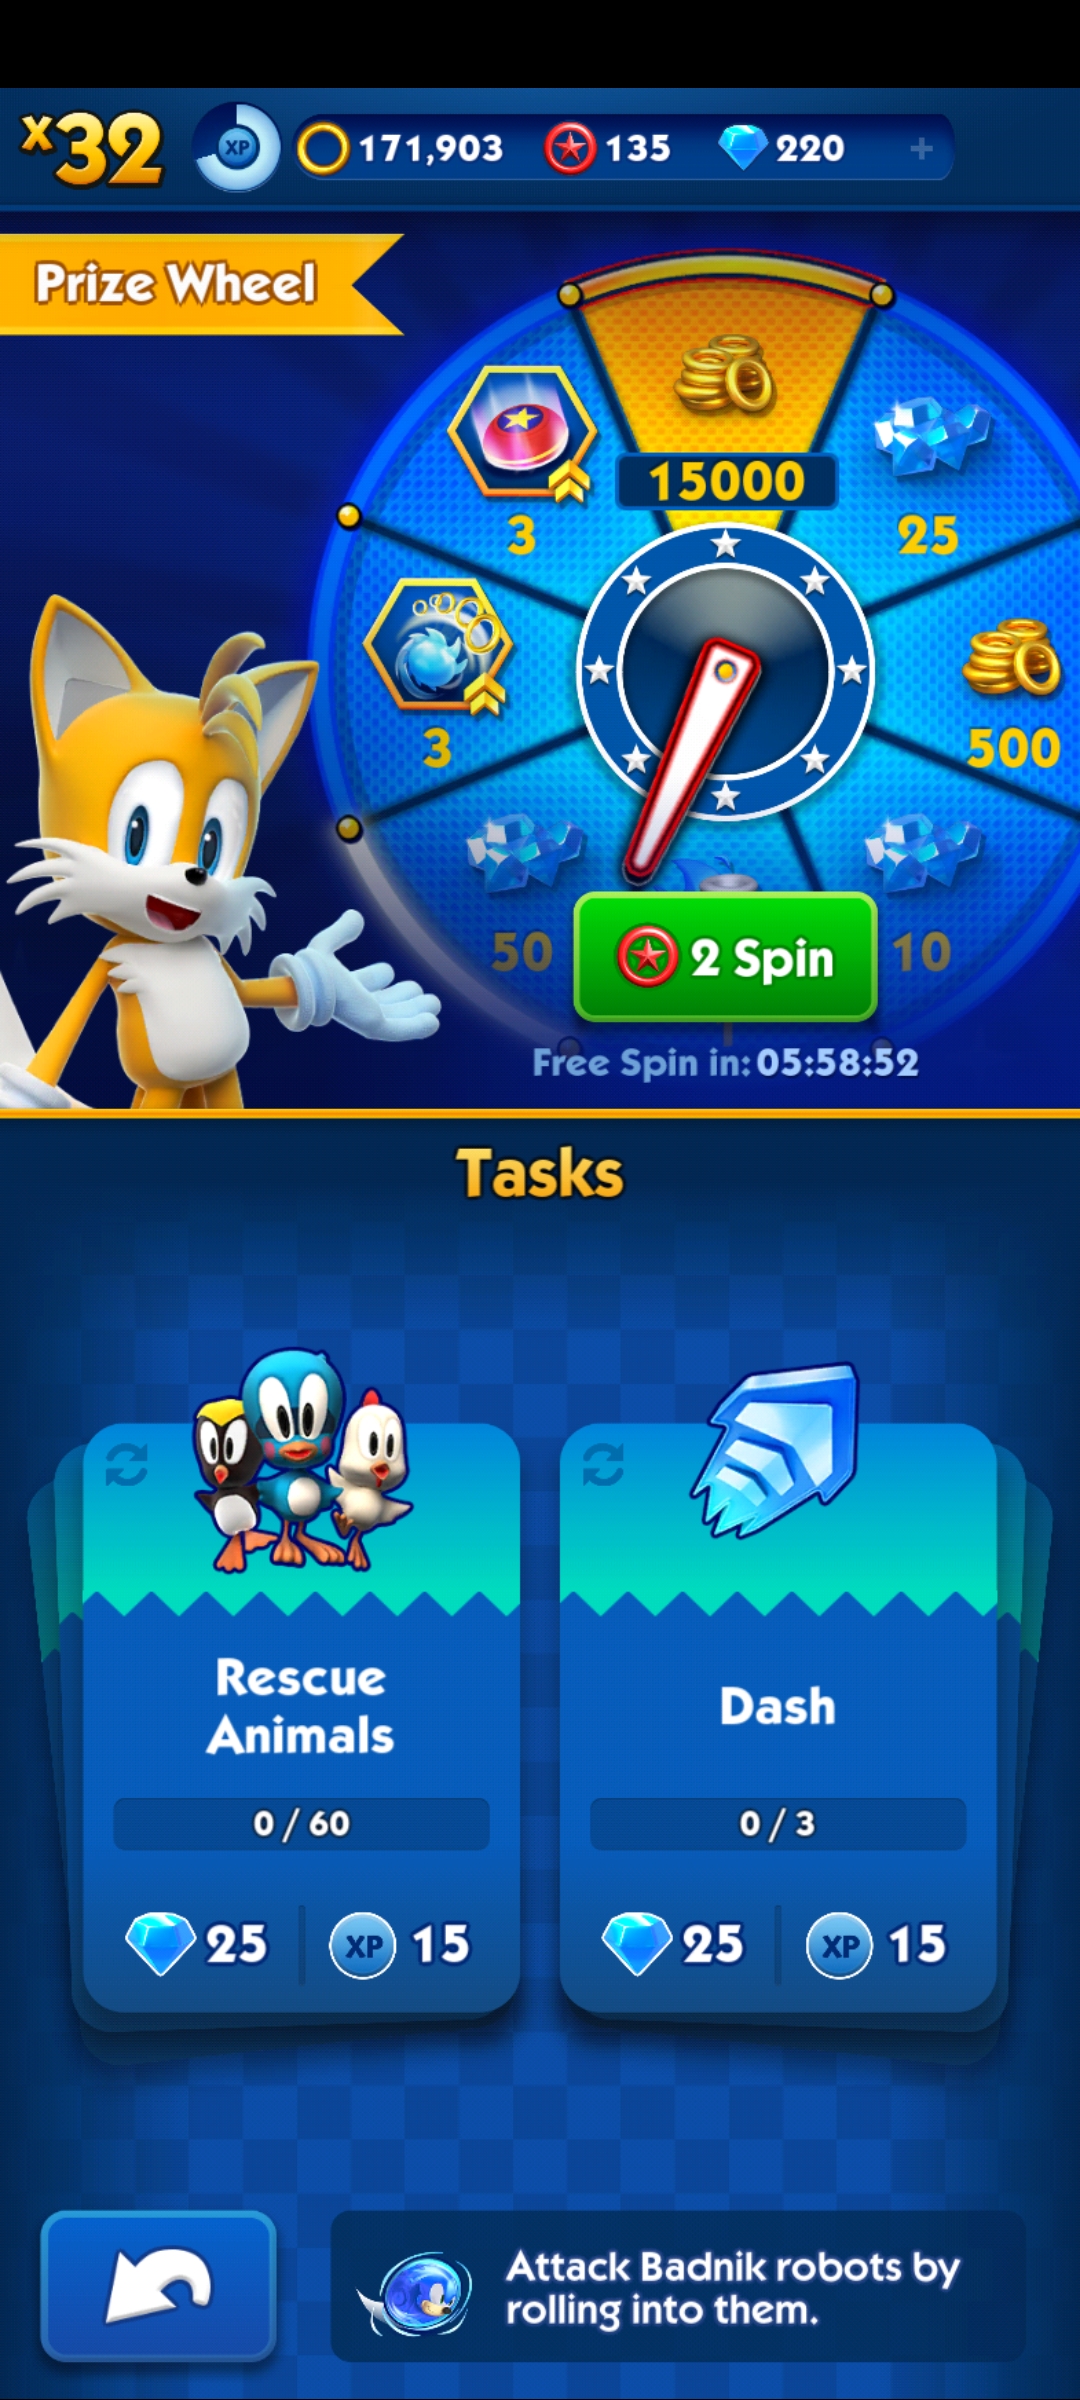 x32
XP
171,903
135
220
+
Prize Wheel
15000
3
25
3
500
50
2 Spin
10
Free Spin in: 05:58:52
Tasks
Rescue
Animals
0 / 60
25
XP 15
Dash
0 / 3
25
XP 15
Attack Badnik robots by
rolling into them.